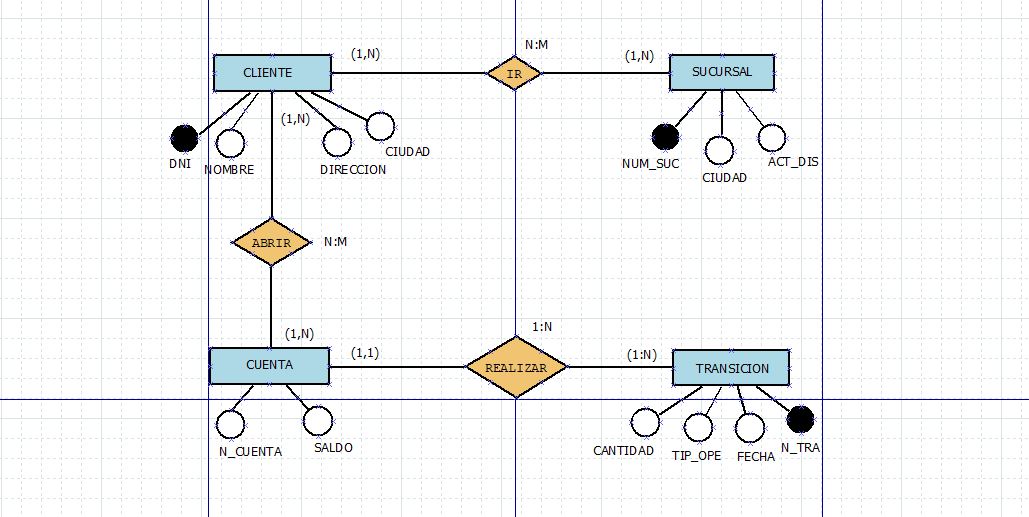 N:M
(1,N)
(1,N)
CLIENTE
IR
SUCURSAL
(1,N)
DNI
NOMBRE
DIRECCION
CIUDAD
NUM_SUC
CIUDAD
ACT_DIS
ABRIR
N:M
(1,N)
1:N
CUENTA
(1,1)
REALIZAR
(1:N)
TRANSICION
N_CUENTA
SALDO
CANTIDAD
TIP_OPE
FECHA
N_TRA